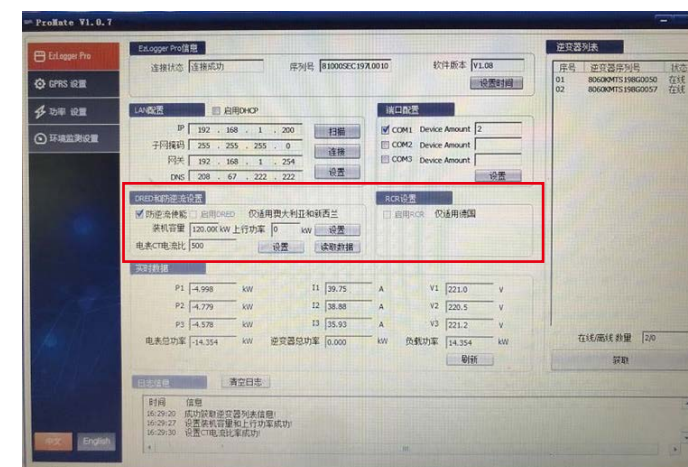 ProMate V1.0.7
EzLogger Pro
GPRS 设置
功率 设置
环境监测设置
中文 English
EzLogger Pro信息
连接状态 连接成功 序列号 81000SEC197L0010 软件版本 V1.08
设置时间
LAN配置 启用DHCP
IP 192 . 168 . 1 . 200 扫描
子网掩码 255 . 255 . 255 . 0 连接
网关 192 . 168 . 1 . 254
DNS 208 . 67 . 222 . 222 设置
端口配置
COM1 Device Amount 2
COM2 Device Amount
COM3 Device Amount
设置
DRED和防逆流设置
防逆流使能 启用DRED 仅适用奥大利亚和新西兰
装机容量 120.00( kW 上行功率 0 kW 设置
电表CT电流比 500 设置 读取数据
RCR设置
启用RCR 仅适用德国
实时数据
P1 -4.998 kW I1 39.75 A V1 221.0 V
P2 -4.779 kW I2 38.88 A V2 220.5 V
P3 -4.578 kW I3 35.93 A V3 221.2 V
电表总功率 -14.354 kW 逆变器总功率 0.000 kW 负载功率 14.354 kW
刷新
日志信息 清空日志
时间 信息
16:29:20 成功获取逆变器列表信息!
16:29:27 设置装机容量和上行功率成功!
16:29:30 设置CT电流比率成功!
逆变器列表
序号 逆变器序列号 状态
01 8060KMTS198G0050 在线
02 8060KMTS198G0057 在线
在线/离线 数量 2/0
获取